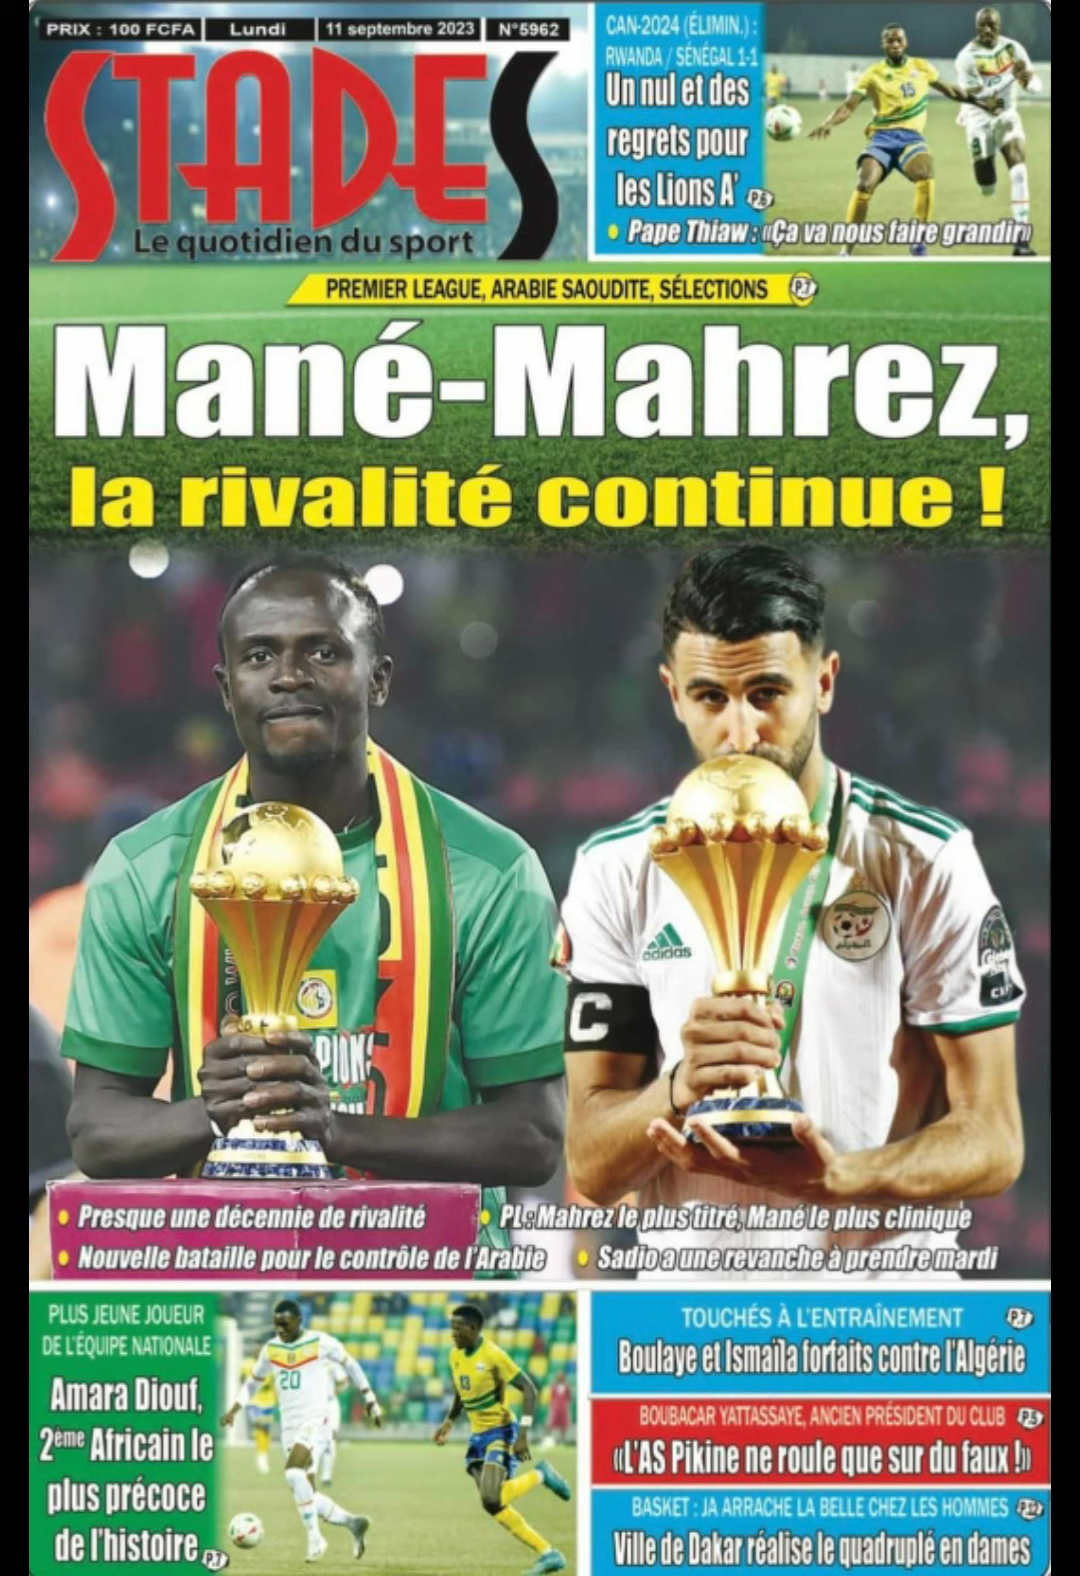 PRIX : 100 FCFA Lundi 11 septembre 2023 N°5962
STADES
Le quotidien du sport
CAN-2024 (ÉLIMIN.) :
RWANDA / SÉNÉGAL 1-1
Un nul et des
regrets pour
les Lions A' P.6
• Pape Thiaw : «Ça va nous faire grandir»
PREMIER LEAGUE, ARABIE SAOUDITE, SÉLECTIONS P.7
Mané-Mahrez,
la rivalité continue !
adidas
C
• Presque une décennie de rivalité
• PL : Mahrez le plus titré, Mané le plus clinique
• Nouvelle bataille pour le contrôle de l'Arabie
• Sadio a une revanche à prendre mardi
PLUS JEUNE JOUEUR
DE L'ÉQUIPE NATIONALE
Amara Diouf,
2ème Africain le
plus précoce
de l'histoire P.7
20
13
15
TOUCHÉS À L'ENTRAÎNEMENT P.7
Boulaye et Ismaïla forfaits contre l'Algérie
BOUBACAR YATTASSAYE, ANCIEN PRÉSIDENT DU CLUB P.5
«L'AS Pikine ne roule que sur du faux !»
BASKET : JA ARRACHE LA BELLE CHEZ LES HOMMES P.12
Ville de Dakar réalise le quadruplé en dames